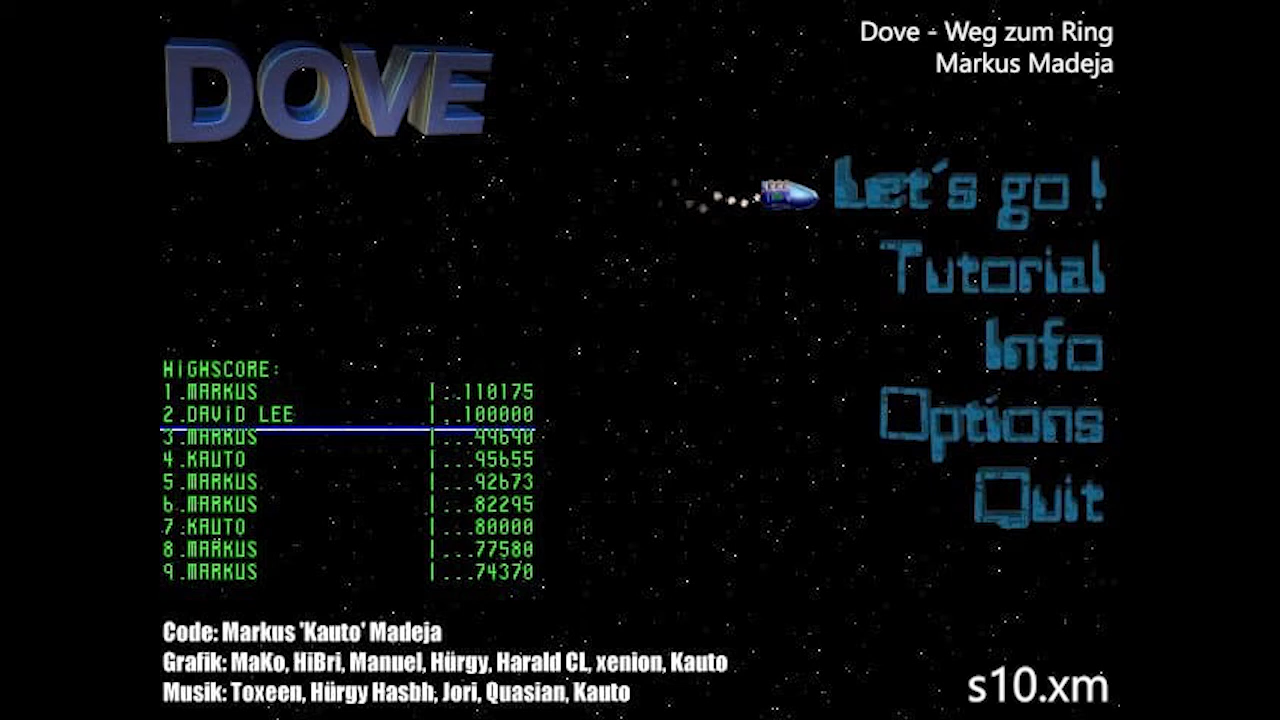 DOVE
Dove - Weg zum Ring
Markus Madeja
Let's go !
Tutorial
Info
Options
Quit
HIGHSCORE:
1.MARKUS |..110175
2.DAVID LEE |..100000
3.MARKUS |...99690
4.KAUTO |...95655
5.MARKUS |...92673
6.MARKUS |...82295
7.KAUTO |...80000
8.MARKUS |...77580
9.MARKUS |...74370
Code: Markus 'Kauto' Madeja
Grafik: MaKo, HiBri, Manuel, Hürgy, Harald CL, xenion, Kauto
Musik: Toxeen, Hürgy Hasbh, Jori, Quasian, Kauto
s10.xm